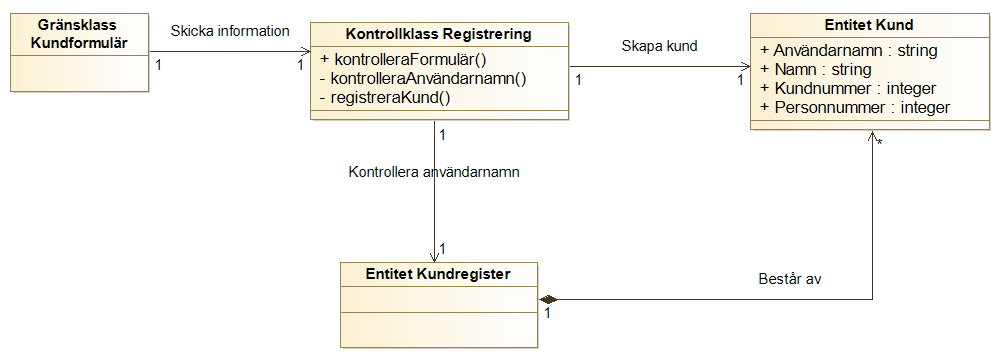 Gränsklass
Kundformulär
Skicka information
1
1
Kontrollklass Registrering
+ kontrolleraFormulär()
- kontrolleraAnvändarnamn()
- registreraKund()
Skapa kund
1
1
Entitet Kund
+ Användarnamn : string
+ Namn : string
+ Kundnummer : integer
+ Personnummer : integer
1
Kontrollera användarnamn
1
Entitet Kundregister
1
Består av
*